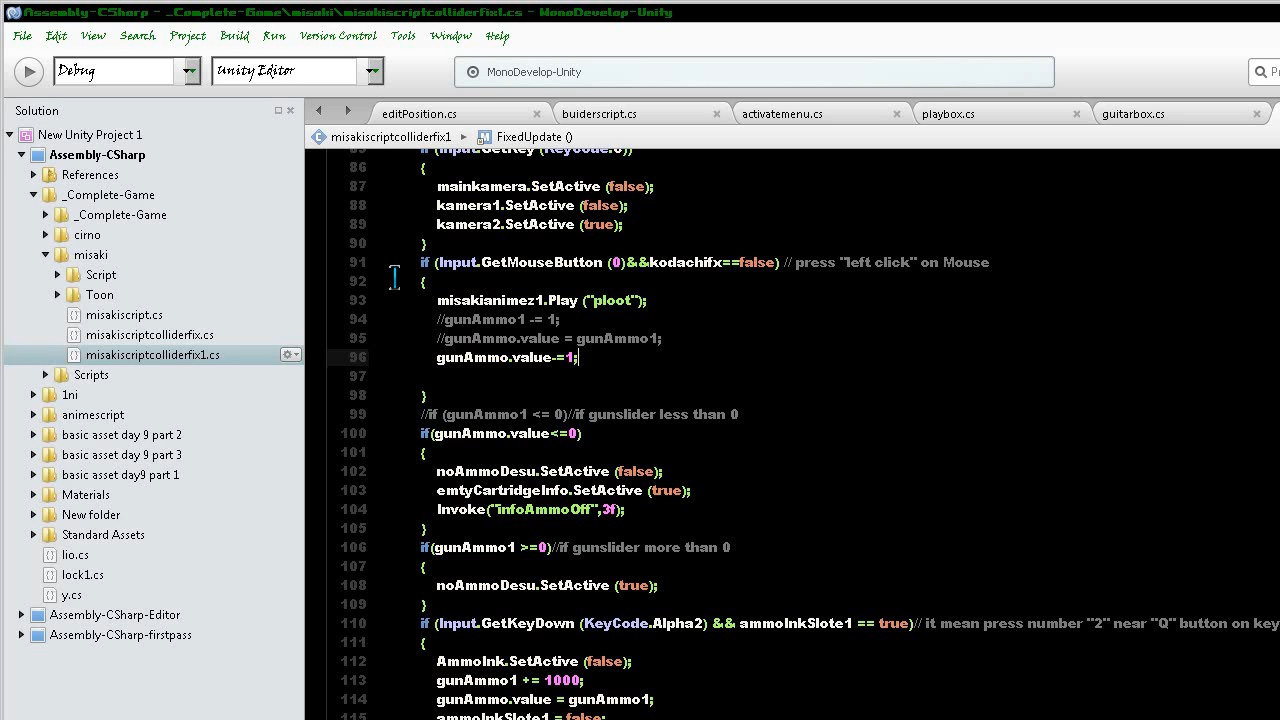 Assembly-CSharp - _Complete-Game\misaki\misakiscriptcolliderfix1.cs - MonoDevelop-Unity
File Edit View Search Project Build Run Version Control Tools Window Help
Debug Unity Editor MonoDevelop-Unity
Solution
editPosition.cs buiderscript.cs activatemenu.cs playbox.cs guitarbox.cs
misakiscriptcolliderfix1 FixedUpdate ()
New Unity Project 1
Assembly-CSharp
References
_Complete-Game
_Complete-Game
cirno
misaki
Script
Toon
misakiscript.cs
misakiscriptcolliderfix.cs
misakiscriptcolliderfix1.cs
Scripts
1ni
animescript
basic asset day 9 part 2
basic asset day 9 part 3
basic asset day9 part 1
Materials
New folder
Standard Assets
lio.cs
lock1.cs
y.cs
Assembly-CSharp-Editor
Assembly-CSharp-firstpass
86 {
87 mainkamera.SetActive (false);
88 kamera1.SetActive (false);
89 kamera2.SetActive (true);
90 }
91 if (Input.GetMouseButton (0)&&kodachifx==false) // press "left click" on Mouse
92 {
93 misakianimez1.Play ("ploot");
94 //gunAmmo1 -= 1;
95 //gunAmmo.value = gunAmmo1;
96 gunAmmo.value-=1;
97
98 }
99 //if (gunAmmo1 <= 0)//if gunslider less than 0
100 if(gunAmmo.value<=0)
101 {
102 noAmmoDesu.SetActive (false);
103 emtyCartridgeInfo.SetActive (true);
104 Invoke("infoAmmoOff",3f);
105 }
106 if(gunAmmo1 >=0)//if gunslider more than 0
107 {
108 noAmmoDesu.SetActive (true);
109 }
110 if (Input.GetKeyDown (KeyCode.Alpha2) && ammoInkSlote1 == true)// it mean press number "2" near "Q" button on key
111 {
112 AmmoInk.SetActive (false);
113 gunAmmo1 += 1000;
114 gunAmmo.value = gunAmmo1;
115 ammoInkSlote1 = false;